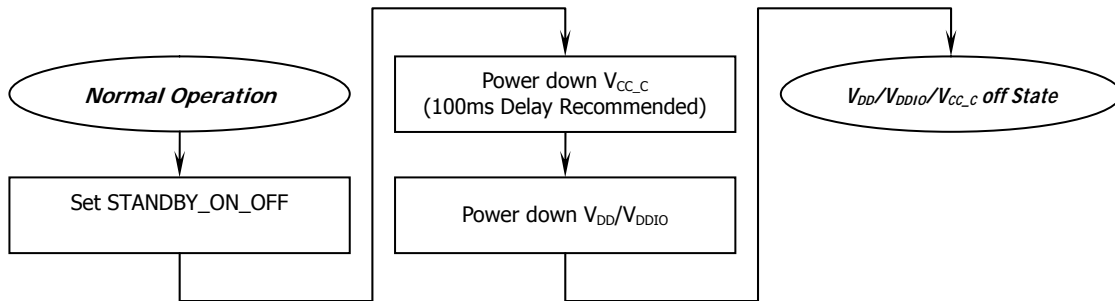 Normal Operation
Set STANDBY_ON_OFF
Power down VCC_C
(100ms Delay Recommended)
Power down VDD/VDDIO
VDD/VDDIO/VCC_C off State